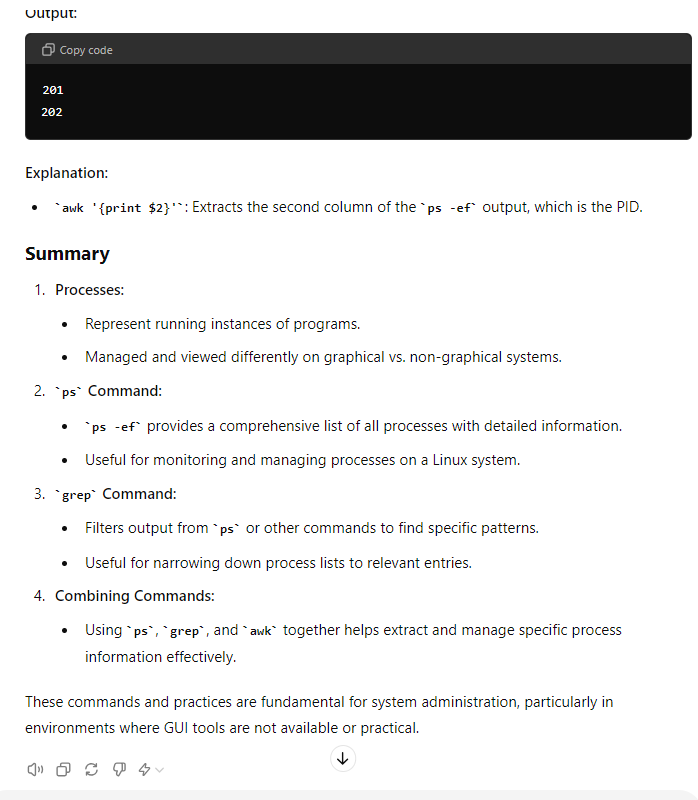 Output:
Copy code
201
202
Explanation:
• `awk '{print $2}'`: Extracts the second column of the `ps -ef` output, which is the PID.
Summary
1. Processes:
• Represent running instances of programs.
• Managed and viewed differently on graphical vs. non-graphical systems.
2. `ps` Command:
• `ps -ef` provides a comprehensive list of all processes with detailed information.
• Useful for monitoring and managing processes on a Linux system.
3. `grep` Command:
• Filters output from `ps` or other commands to find specific patterns.
• Useful for narrowing down process lists to relevant entries.
4. Combining Commands:
• Using `ps`, `grep`, and `awk` together helps extract and manage specific process
information effectively.
These commands and practices are fundamental for system administration, particularly in
environments where GUI tools are not available or practical.